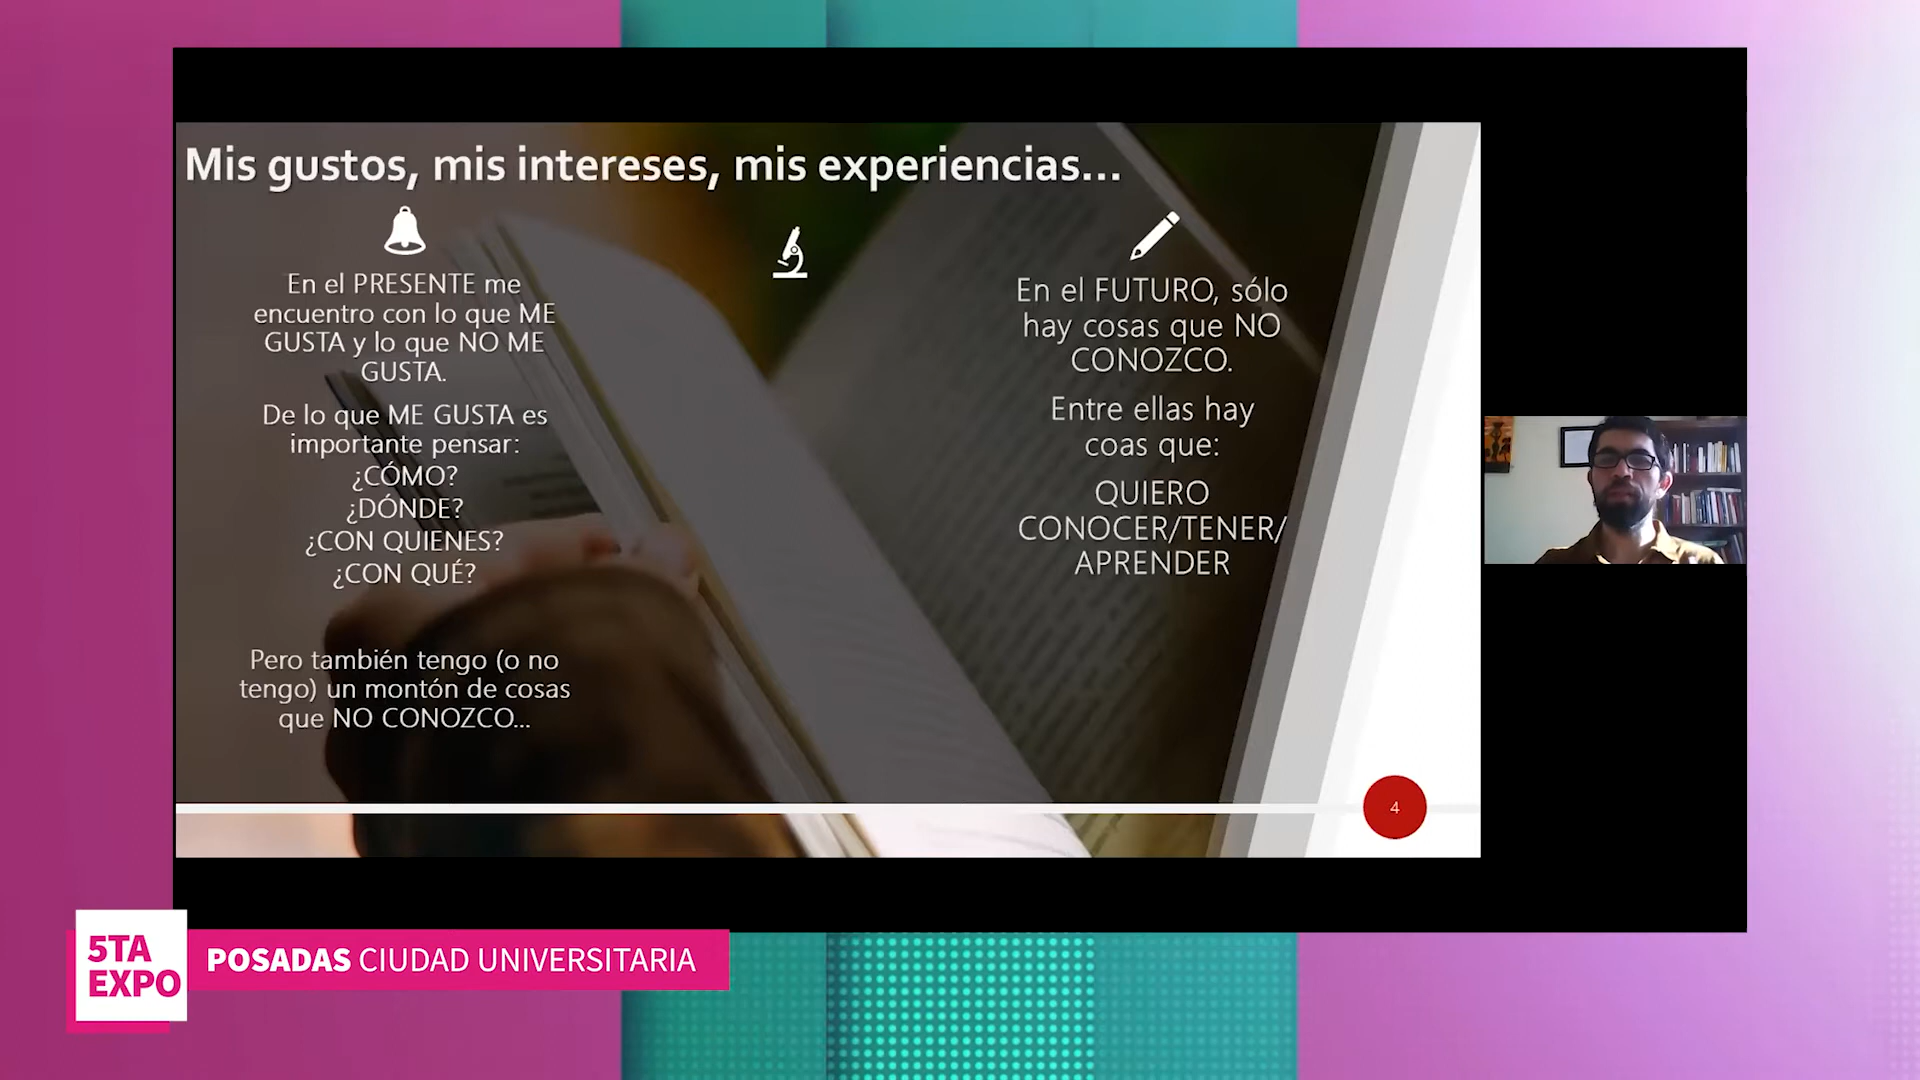 Mis gustos, mis intereses, mis experiencias...
En el PRESENTE me
encuentro con lo que ME
GUSTA y lo que NO ME
GUSTA.
De lo que ME GUSTA es
importante pensar:
¿CÓMO?
¿DÓNDE?
¿CON QUIENES?
¿CON QUÉ?
Pero también tengo (o no
tengo) un montón de cosas
que NO CONOZCO...
En el FUTURO, sólo
hay cosas que NO
CONOZCO.
Entre ellas hay
coas que:
QUIERO
CONOCER/TENER/
APRENDER
4
5TA
EXPO
POSADAS CIUDAD UNIVERSITARIA